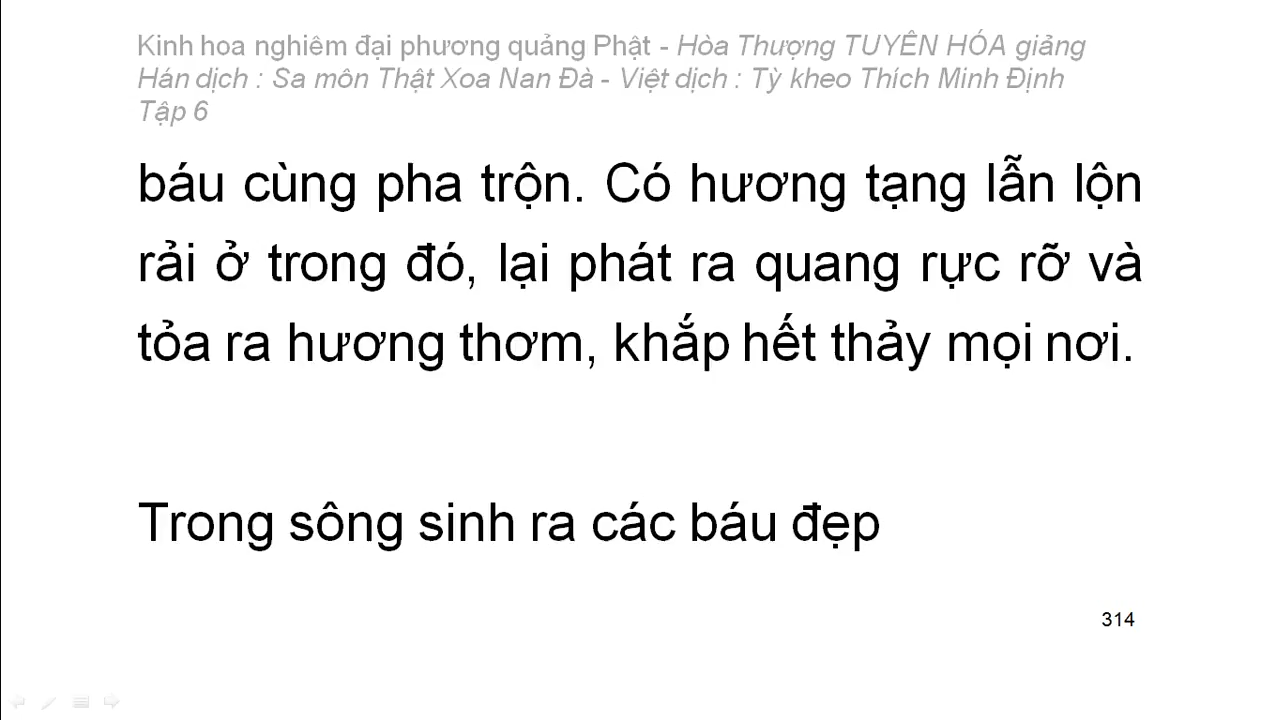 Kinh hoa nghiêm đại phương quảng Phật - Hòa Thượng TUYÊN HÓA giảng
Hán dịch : Sa môn Thật Xoa Nan Đà - Việt dịch : Tỳ kheo Thích Minh Định
Tập 6
báu cùng pha trộn. Có hương tạng lẫn lộn
rải ở trong đó, lại phát ra quang rực rỡ và
tỏa ra hương thơm, khắp hết thảy mọi nơi.
Trong sông sinh ra các báu đẹp
314